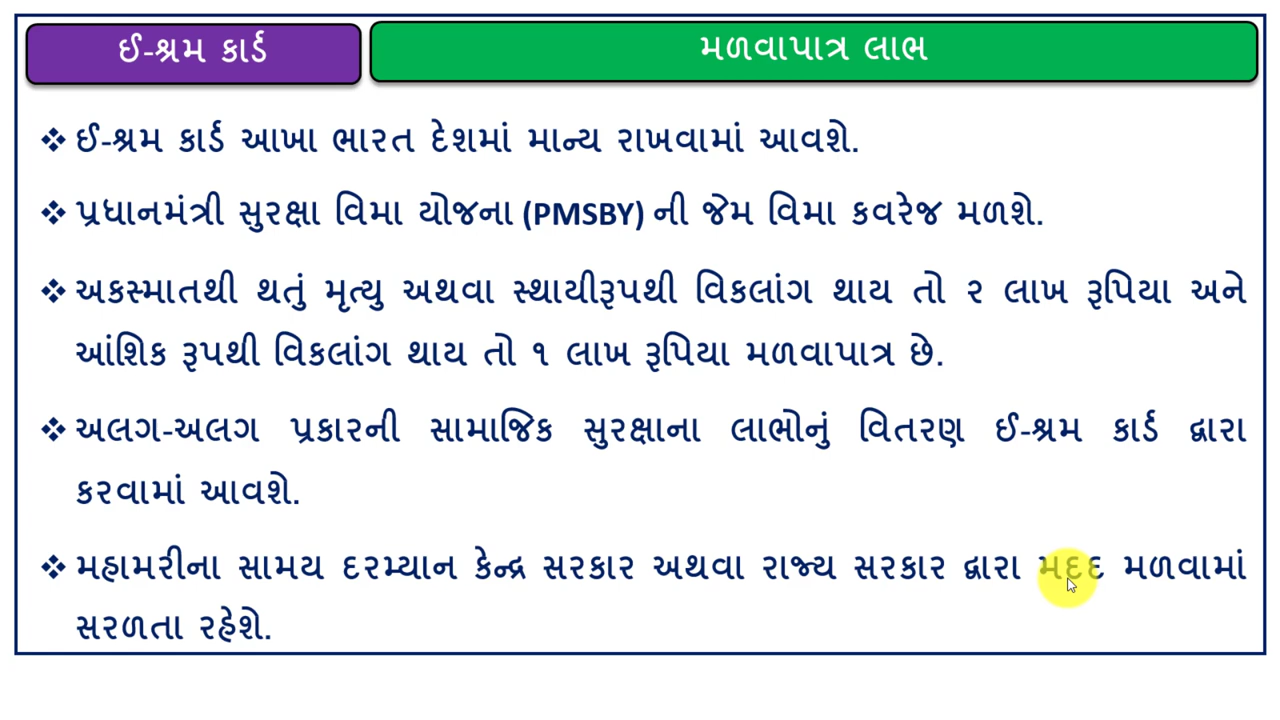 ઈ-શ્રમ કાર્ડ
મળવાપાત્ર લાભ
❖ ઈ-શ્રમ કાર્ડ આખા ભારત દેશમાં માન્ય રાખવામાં આવશે.
❖ પ્રધાનમંત્રી સુરક્ષા વિમા યોજના (PMSBY) ની જેમ વિમા કવરેજ મળશે.
❖ અકસ્માતથી થતું મૃત્યુ અથવા સ્થાયીરૂપથી વિકલાંગ થાય તો ૨ લાખ રૂપિયા અને
આંશિક રૂપથી વિકલાંગ થાય તો ૧ લાખ રૂપિયા મળવાપાત્ર છે.
❖ અલગ-અલગ પ્રકારની સામાજિક સુરક્ષાના લાભોનું વિતરણ ઈ-શ્રમ કાર્ડ દ્વારા
કરવામાં આવશે.
❖ મહામરીના સામય દરમ્યાન કેન્દ્ર સરકાર અથવા રાજ્ય સરકાર દ્વારા મદદ મળવામાં
સરળતા રહેશે.